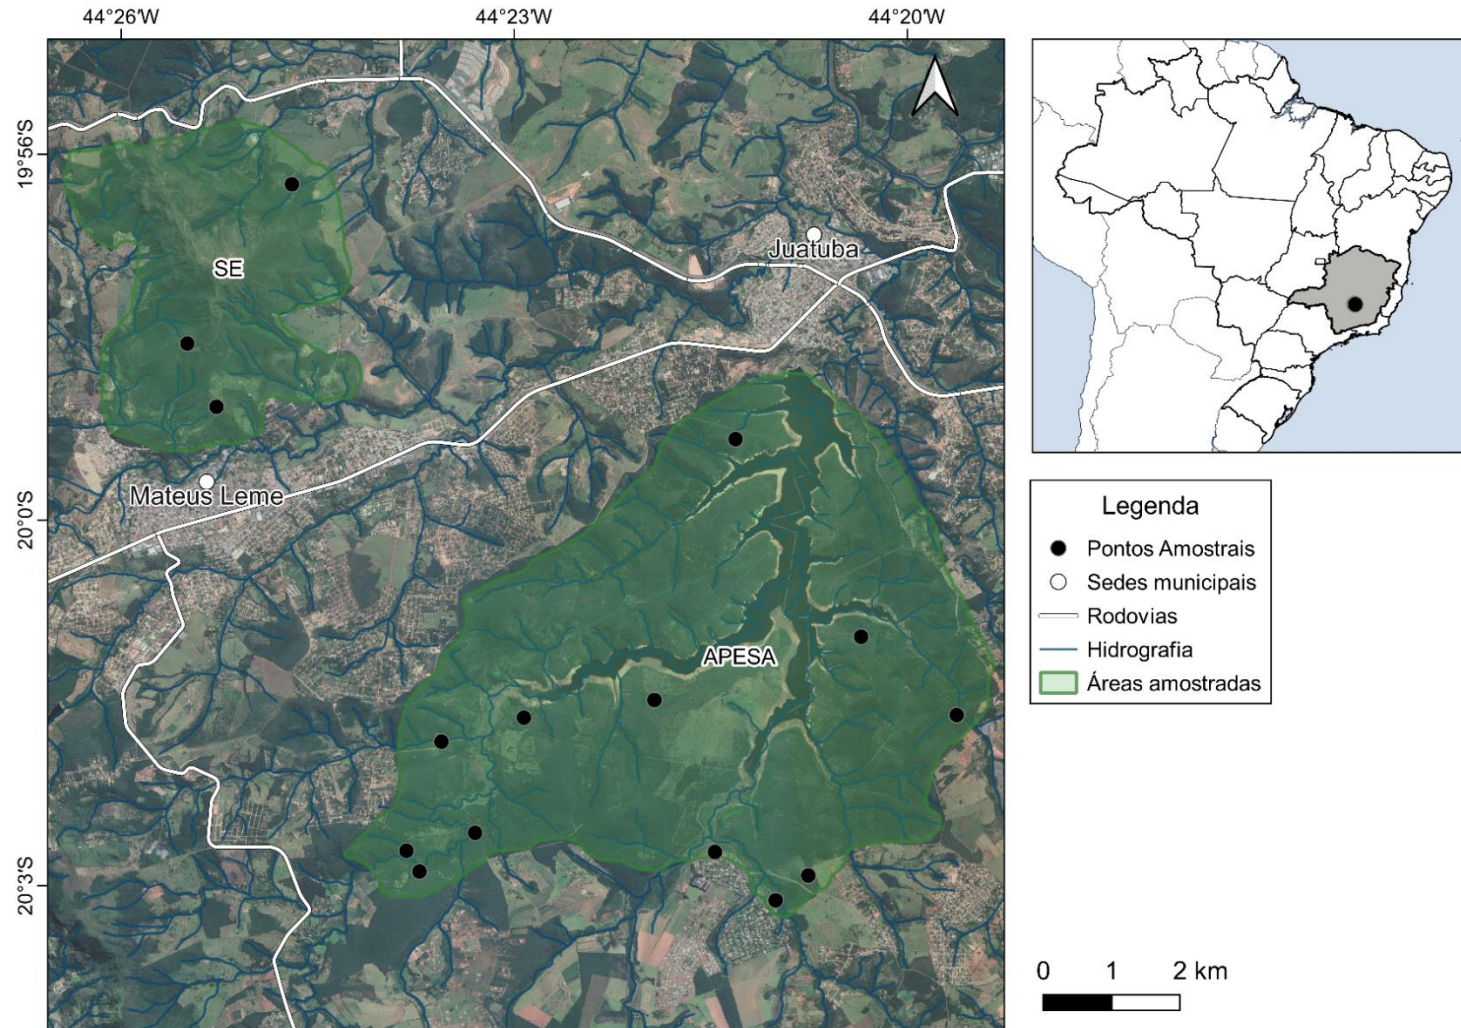 44°26'W
44°23'W
44°20'W
19°56'S
20°0'S
20°3'S
SE
Juatuba
Mateus Leme
APESA
Legenda
Pontos Amostrais
Sedes municipais
Rodovias
Hidrografia
Áreas amostradas
0 1 2 km